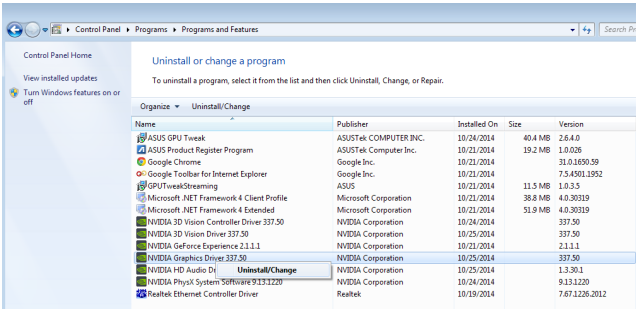 Control Panel ▸ Programs ▸ Programs and Features
Search Pr
Control Panel Home
View installed updates
Turn Windows features on or
off
Uninstall or change a program
To uninstall a program, select it from the list and then click Uninstall, Change, or Repair.
Organize ▾ Uninstall/Change
Name Publisher Installed On Size Version
ASUS GPU Tweak ASUSTek COMPUTER INC. 10/24/2014 40.4 MB 2.6.4.0
ASUS Product Register Program ASUSTek Computer Inc. 10/21/2014 19.2 MB 1.0.026
Google Chrome Google Inc. 10/21/2014 31.0.1650.59
Google Toolbar for Internet Explorer Google Inc. 10/21/2014 7.5.4501.1952
GPUTweakStreaming ASUS 10/21/2014 11.5 MB 1.0.3.5
Microsoft .NET Framework 4 Client Profile Microsoft Corporation 10/21/2014 38.8 MB 4.0.30319
Microsoft .NET Framework 4 Extended Microsoft Corporation 10/21/2014 51.9 MB 4.0.30319
NVIDIA 3D Vision Controller Driver 337.50 NVIDIA Corporation 10/24/2014 337.50
NVIDIA 3D Vision Driver 337.50 NVIDIA Corporation 10/25/2014 337.50
NVIDIA GeForce Experience 2.1.1.1 NVIDIA Corporation 10/21/2014 2.1.1.1
NVIDIA Graphics Driver 337.50 NVIDIA Corporation 10/25/2014 337.50
NVIDIA HD Audio Dr Uninstall/Change NVIDIA Corporation 10/25/2014 1.3.30.1
NVIDIA PhysX System Software 9.13.1220 NVIDIA Corporation 10/24/2014 9.13.1220
Realtek Ethernet Controller Driver Realtek 10/19/2014 7.67.1226.2012